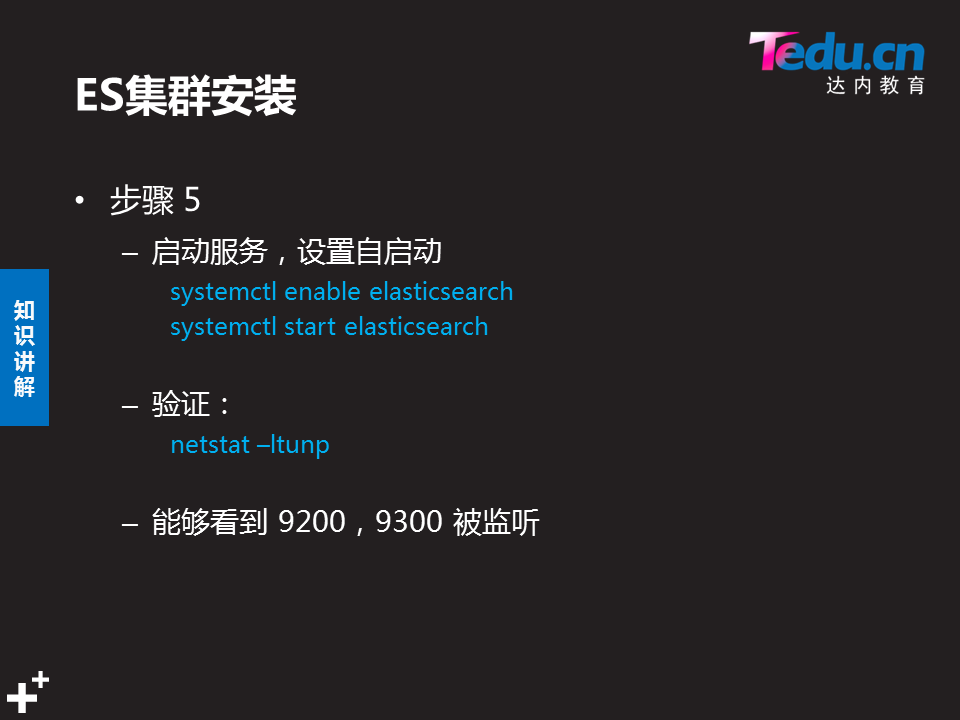 Tedu.cn
达内教育
ES集群安装
• 步骤 5
– 启动服务，设置自启动
systemctl enable elasticsearch
systemctl start elasticsearch
知识讲解
– 验证：
netstat –ltunp
– 能够看到 9200，9300 被监听